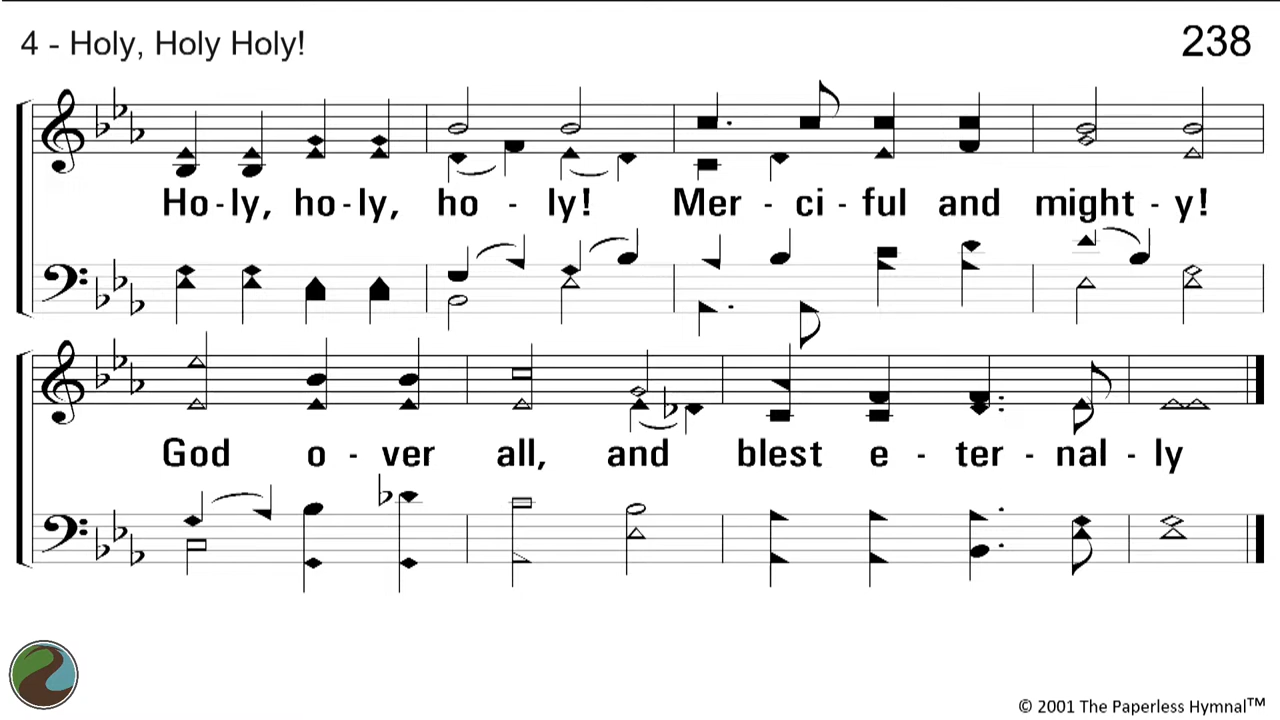 4 - Holy, Holy Holy!
238
Ho - ly, ho - ly, ho - ly! Mer - ci - ful and might - y!
God o - ver all, and blest e - ter - nal - ly
© 2001 The Paperless Hymnal™